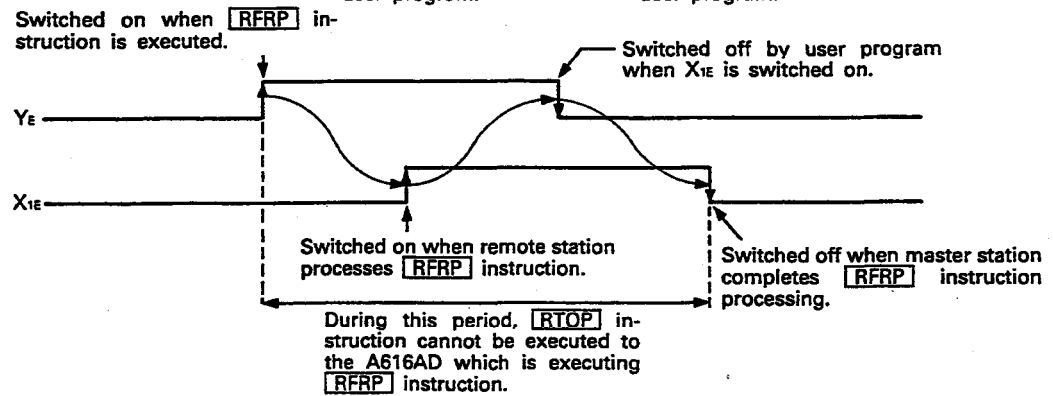 Switched on when RFRP in-
struction is executed.
Switched off by user program
when X1E is switched on.
YE
X1E
Switched on when remote station
processes RFRP instruction.
Switched off when master station
completes RFRP instruction
processing.
During this period, RTOP in-
struction cannot be executed to
the A616AD which is executing
RFRP instruction.